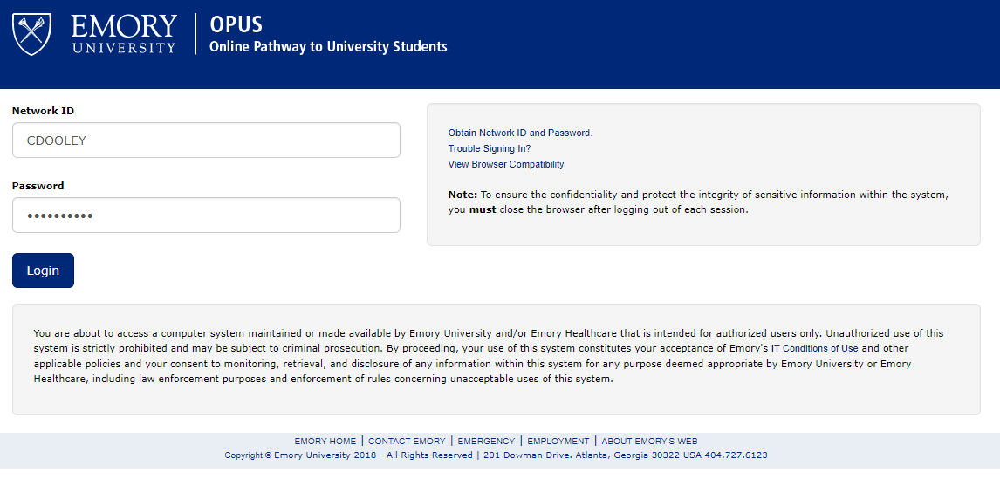 EMORY
UNIVERSITY
OPUS
Online Pathway to University Students
Network ID
CDOOLEY
Password
••••••••••
Login
Obtain Network ID and Password.
Trouble Signing In?
View Browser Compatibility.
Note: To ensure the confidentiality and protect the integrity of sensitive information within the system,
you must close the browser after logging out of each session.
You are about to access a computer system maintained or made available by Emory University and/or Emory Healthcare that is intended for authorized users only. Unauthorized use of this
system is strictly prohibited and may be subject to criminal prosecution. By proceeding, your use of this system constitutes your acceptance of Emory's IT Conditions of Use and other
applicable policies and your consent to monitoring, retrieval, and disclosure of any information within this system for any purpose deemed appropriate by Emory University or Emory
Healthcare, including law enforcement purposes and enforcement of rules concerning unacceptable uses of this system.
EMORY HOME | CONTACT EMORY | EMERGENCY | EMPLOYMENT | ABOUT EMORY'S WEB
Copyright © Emory University 2018 - All Rights Reserved | 201 Dowman Drive. Atlanta, Georgia 30322 USA 404.727.6123